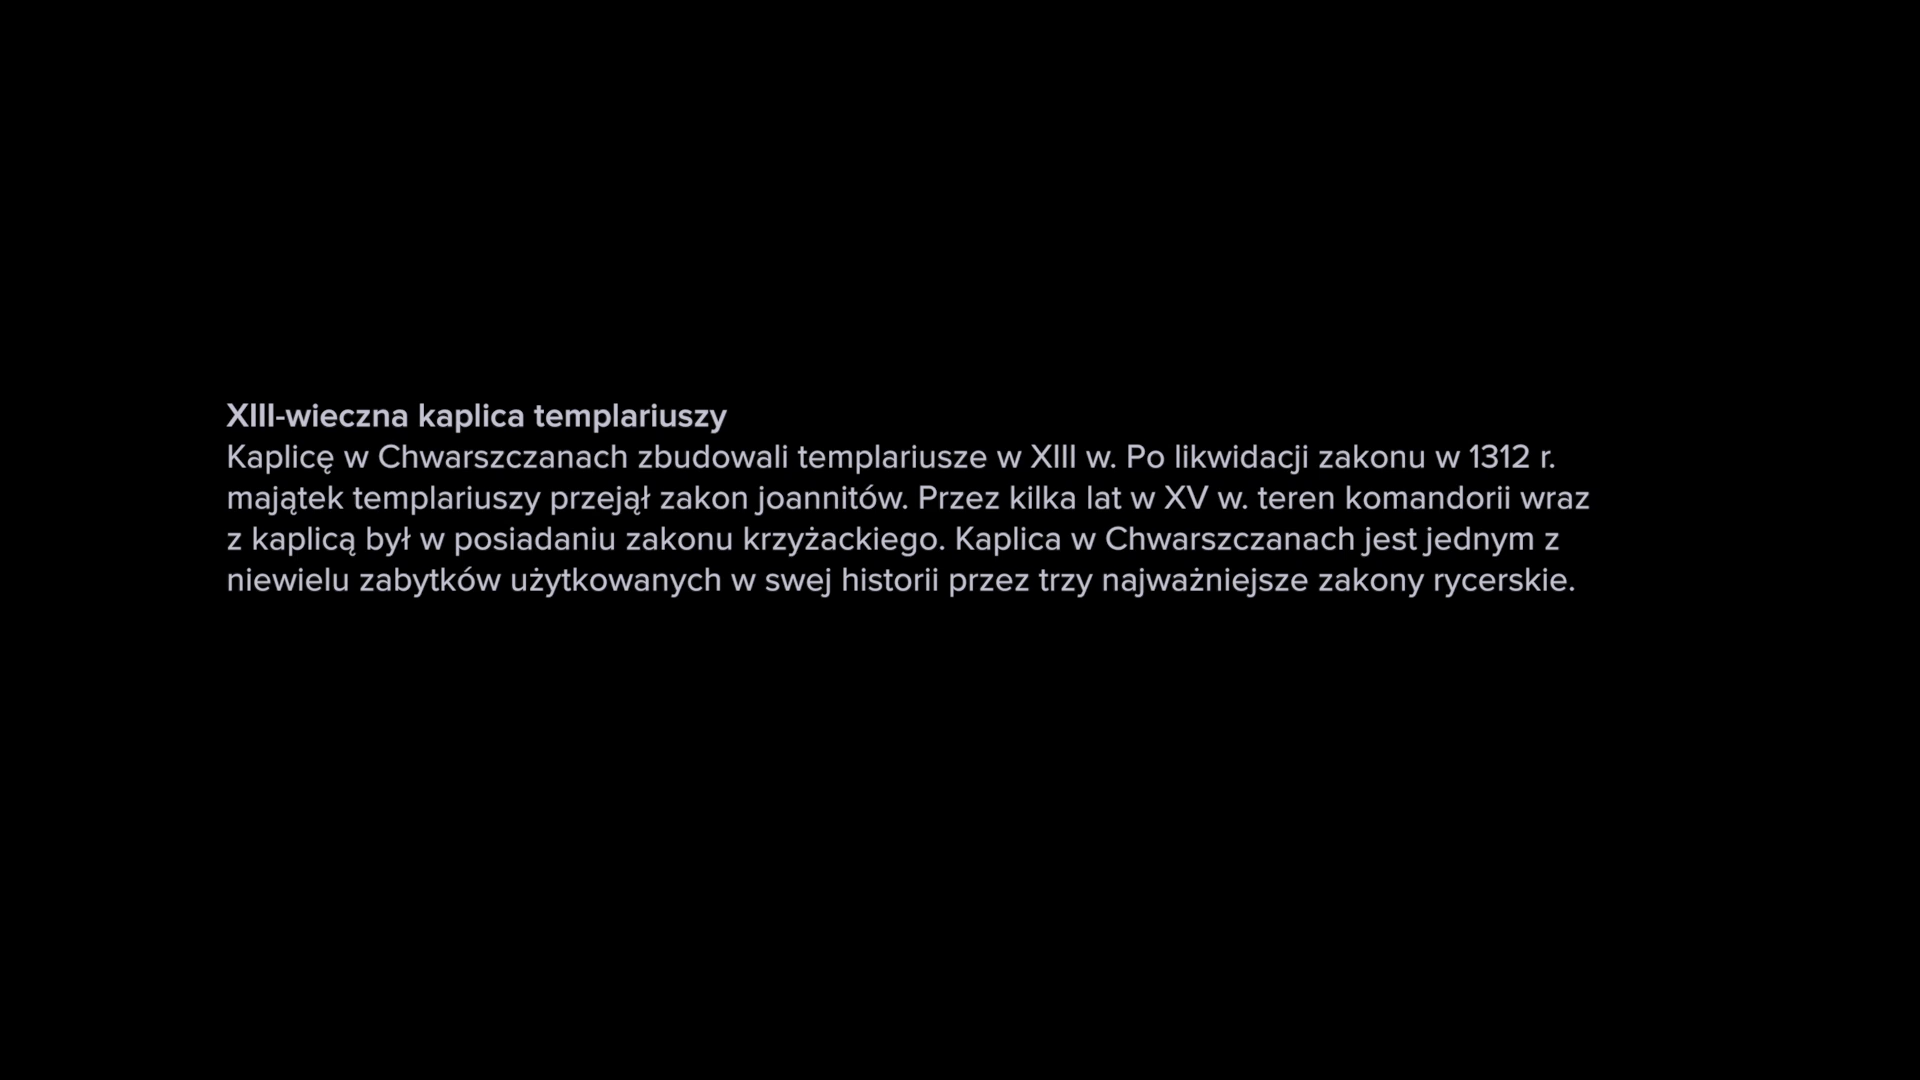 XIII-wieczna kaplica templariuszy
Kaplicę w Chwarszczanach zbudowali templariusze w XIII w. Po likwidacji zakonu w 1312 r.
majątek templariuszy przejął zakon joannitów. Przez kilka lat w XV w. teren komandorii wraz
z kaplicą był w posiadaniu zakonu krzyżackiego. Kaplica w Chwarszczanach jest jednym z
niewielu zabytków użytkowanych w swej historii przez trzy najważniejsze zakony rycerskie.